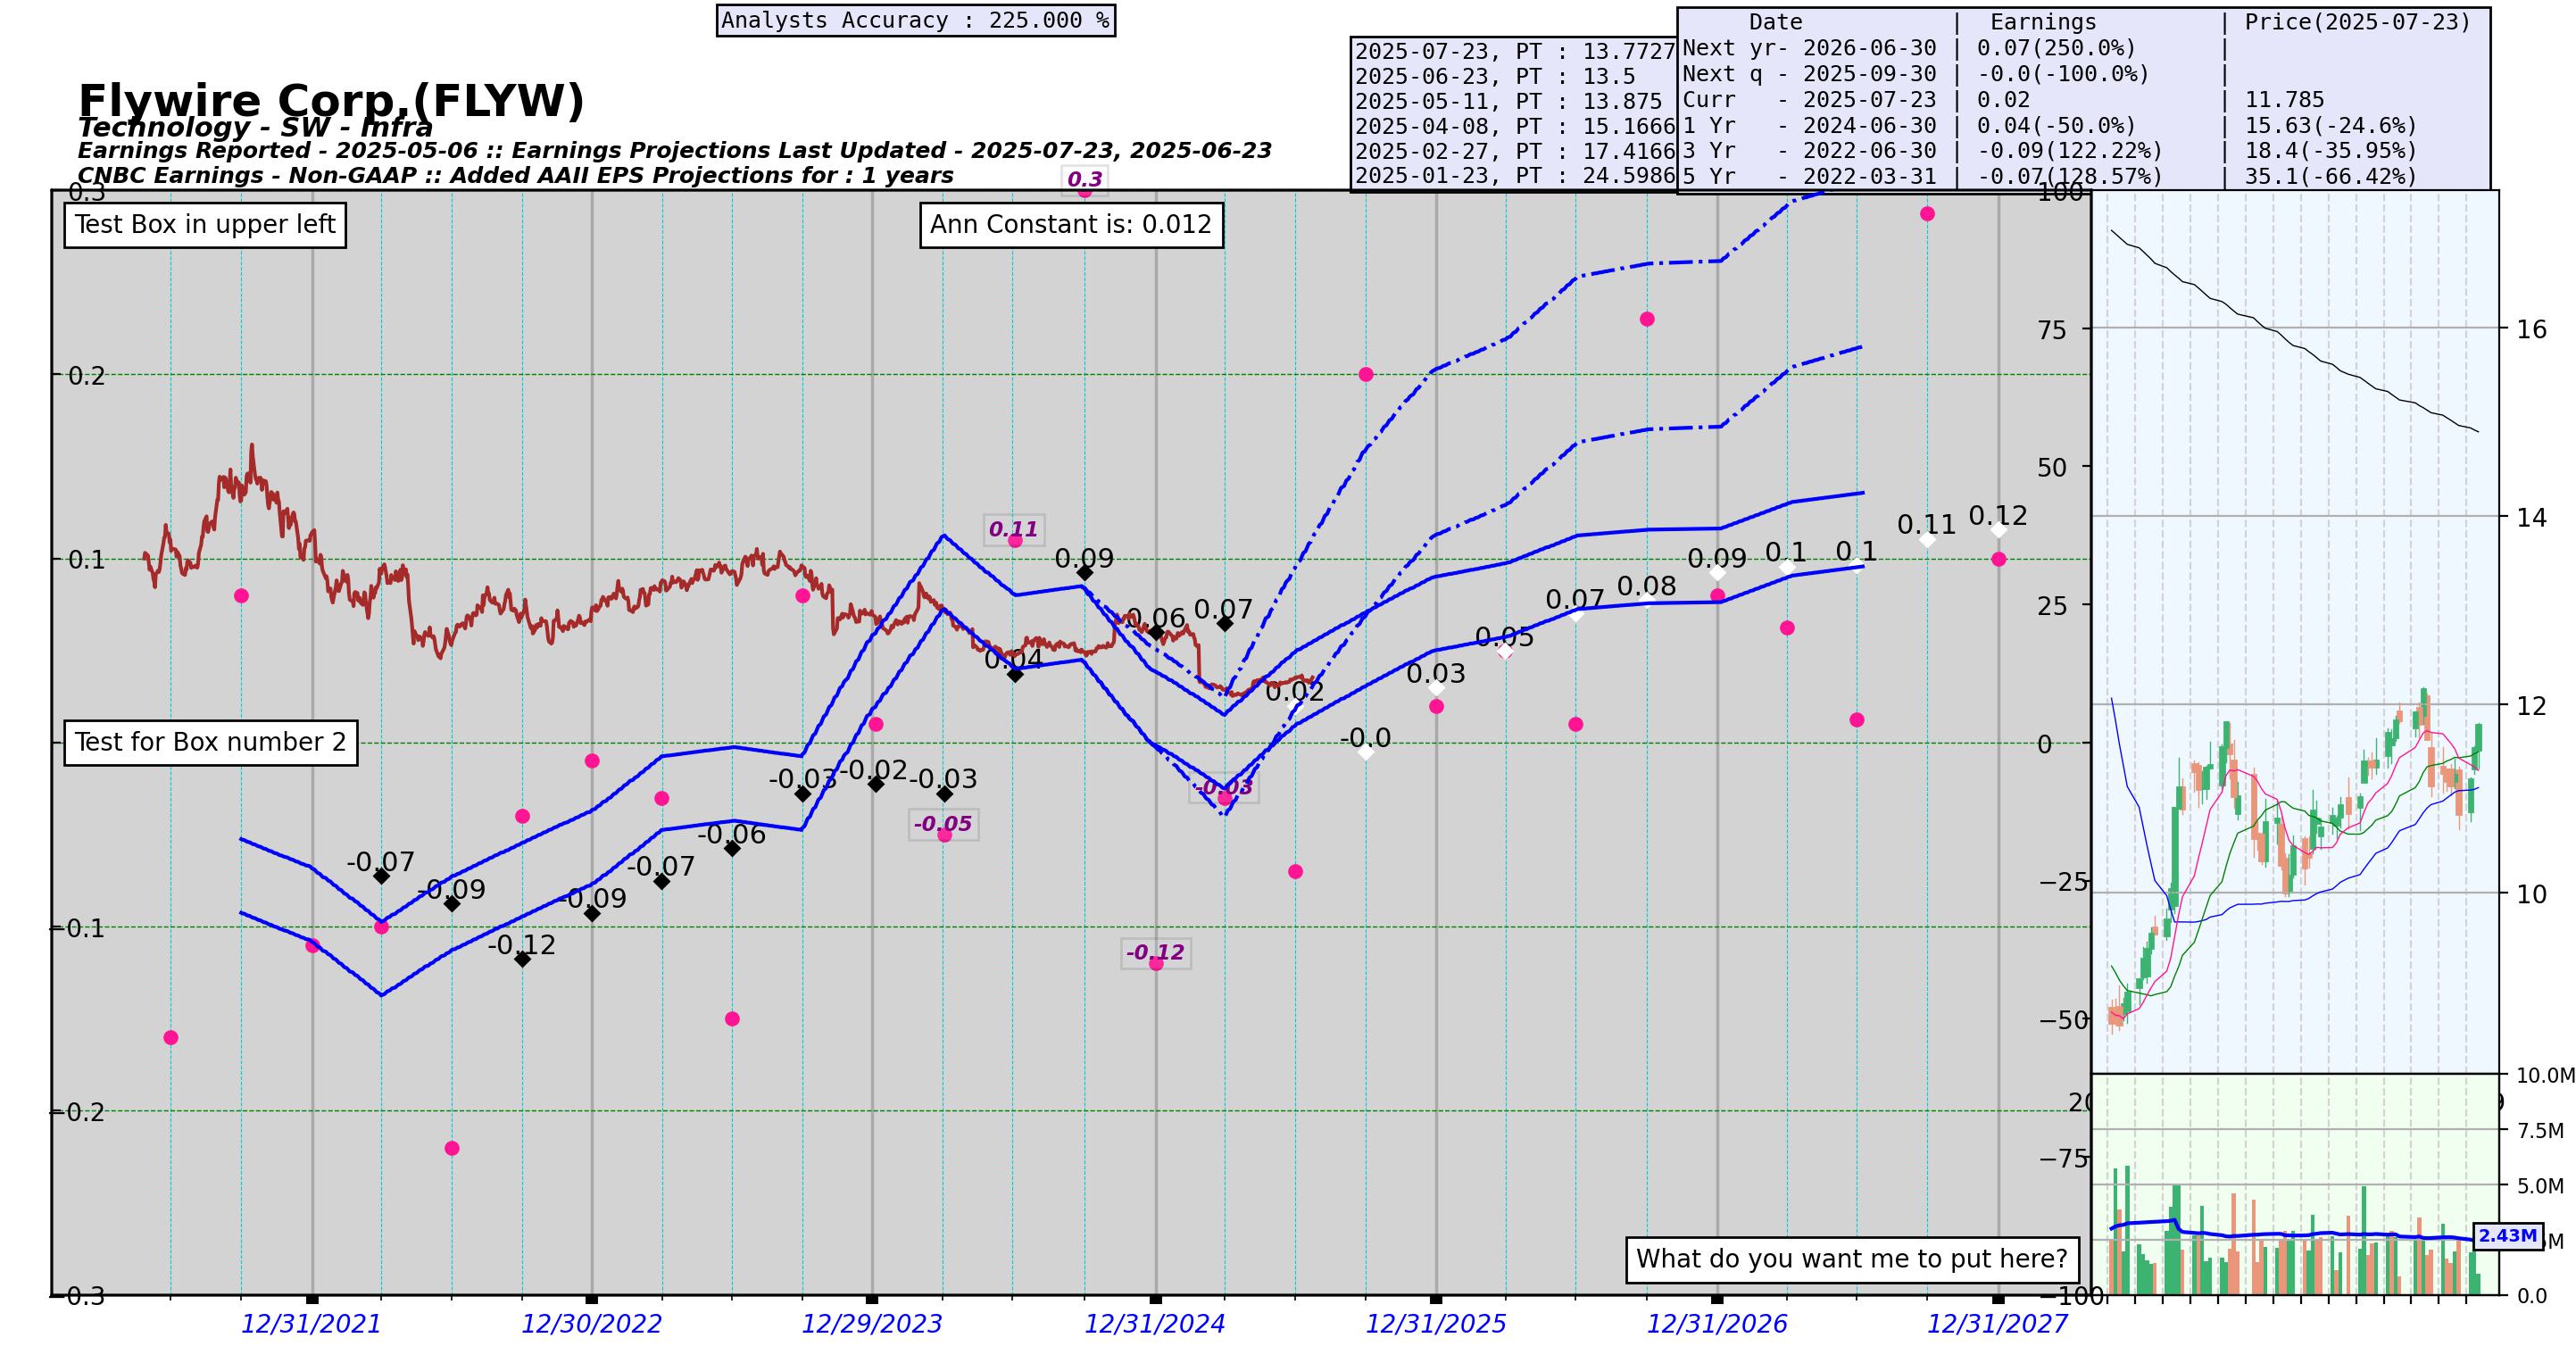 Analysts Accuracy : 225.000 %
Flywire Corp,(FLYW)
Technology - SW - Infra
Earnings Reported - 2025-05-06 :: Earnings Projections Last Updated - 2025-07-23, 2025-06-23
CNBC Earnings - Non-GAAP :: Added AAII EPS Projections for : 1 years
2025-07-23, PT : 13.7727
2025-06-23, PT : 13.5
2025-05-11, PT : 13.875
2025-04-08, PT : 15.1666
2025-02-27, PT : 17.4166
2025-01-23, PT : 24.5986
Date | Earnings | Price(2025-07-23)
Next yr- 2026-06-30 | 0.07(250.0%) |
Next q - 2025-09-30 | -0.0(-100.0%) |
Curr - 2025-07-23 | 0.02 | 11.785
1 Yr - 2024-06-30 | 0.04(-50.0%) | 15.63(-24.6%)
3 Yr - 2022-06-30 | -0.09(122.22%) | 18.4(-35.95%)
5 Yr - 2022-03-31 | -0.07(128.57%) | 35.1(-66.42%)
Test Box in upper left
Ann Constant is: 0.012
Test for Box number 2
What do you want me to put here?
0.3
0.2
0.1
−0.1
−0.2
−0.3
-0.07
-0.09
-0.12
-0.09
-0.07
-0.06
-0.03
-0.02
-0.03
0.04
0.09
0.06
0.07
0.02
-0.0
0.03
0.05
0.07
0.08
0.09
0.1
0.1
0.11
0.12
-0.05
0.11
0.3
-0.12
-0.03
100
75
50
25
0
−25
−50
−75
−100
16
14
12
10
10.0M
7.5M
5.0M
2.43M
0.0
12/31/2021
12/30/2022
12/29/2023
12/31/2024
12/31/2025
12/31/2026
12/31/2027